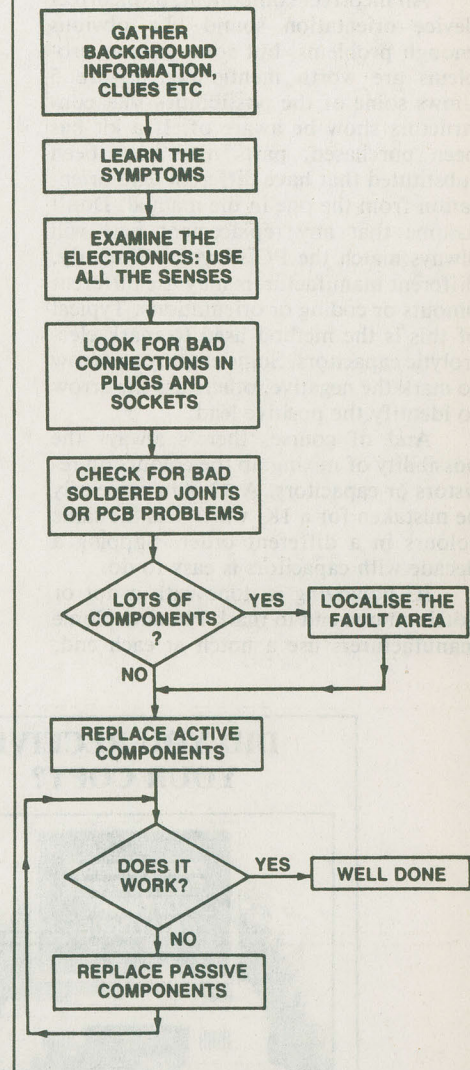 GATHER
BACKGROUND
INFORMATION,
CLUES ETC
LEARN THE
SYMPTOMS
EXAMINE THE
ELECTRONICS: USE
ALL THE SENSES
LOOK FOR BAD
CONNECTIONS IN
PLUGS AND
SOCKETS
CHECK FOR BAD
SOLDERED JOINTS
OR PCB PROBLEMS
LOTS OF
COMPONENTS
?
YES
LOCALISE THE
FAULT AREA
NO
REPLACE ACTIVE
COMPONENTS
DOES IT
WORK?
YES
WELL DONE
NO
REPLACE PASSIVE
COMPONENTS